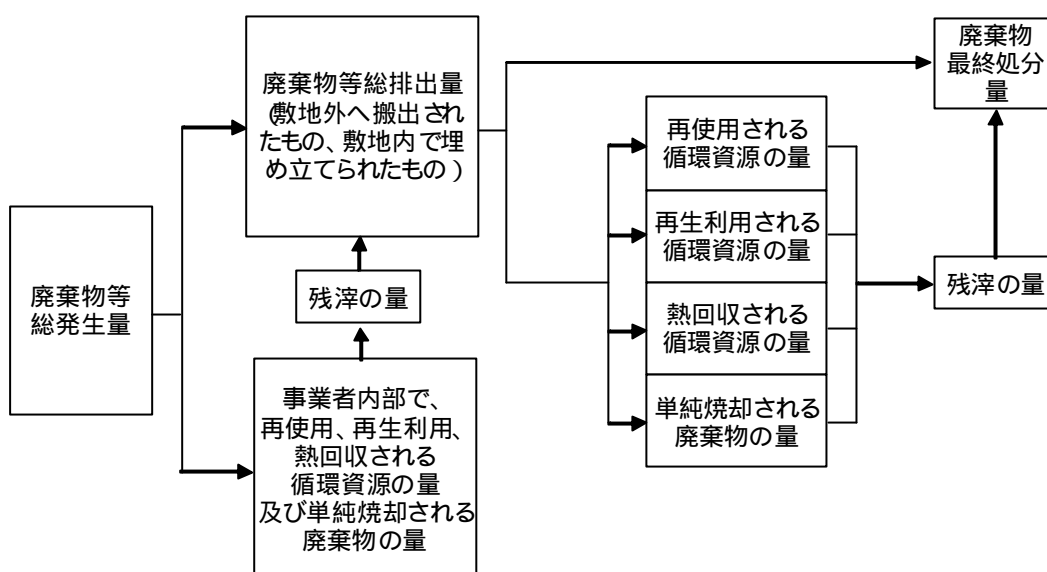 廃棄物等
総発生量
廃棄物等総排出量
(敷地外へ搬出され
たもの、敷地内で埋
め立てられたもの)
残滓の量
事業者内部で、
再使用、再生利用、
熱回収される
循環資源の量
及び単純焼却される
廃棄物の量
再使用される
循環資源の量
再生利用される
循環資源の量
熱回収される
循環資源の量
単純焼却される
廃棄物の量
廃棄物
最終処分
量
残滓の量